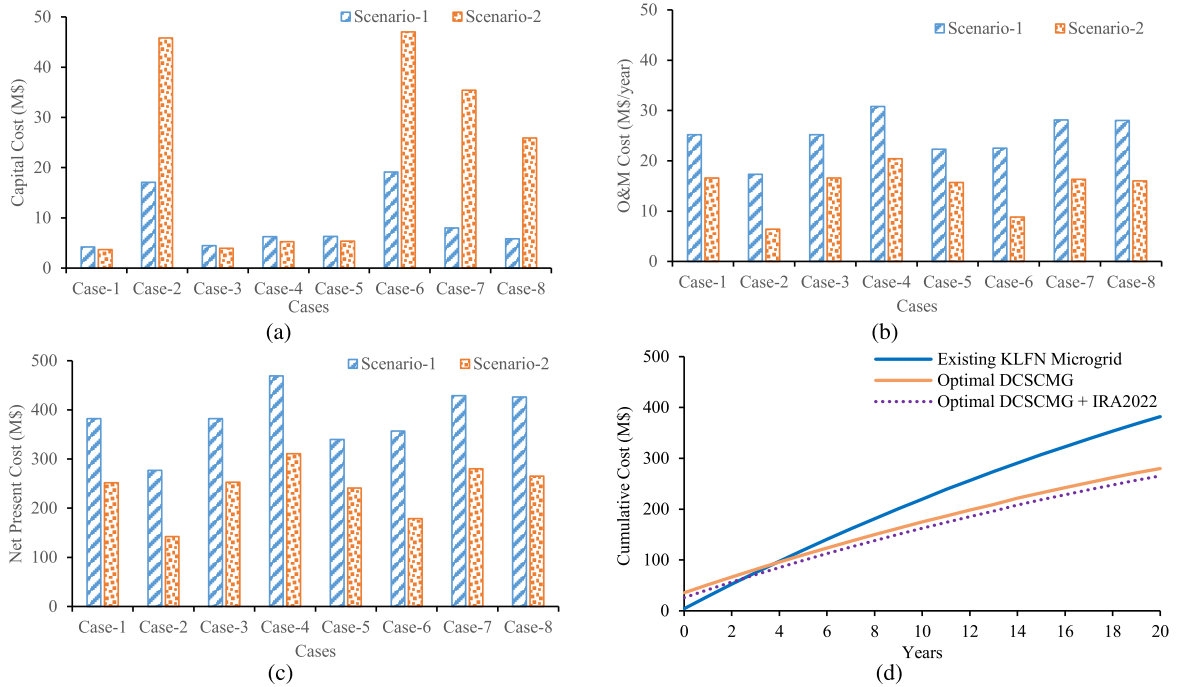 Capital Cost (M$)
50
40
30
20
10
0
Scenario-1 Scenario-2
Case-1 Case-2 Case-3 Case-4 Case-5 Case-6 Case-7 Case-8
Cases
(a)
O&M Cost (M$/year)
50
40
30
20
10
0
Scenario-1 Scenario-2
Case-1 Case-2 Case-3 Case-4 Case-5 Case-6 Case-7 Case-8
Cases
(b)
Net Present Cost (M$)
500
400
300
200
100
0
Scenario-1 Scenario-2
Case-1 Case-2 Case-3 Case-4 Case-5 Case-6 Case-7 Case-8
Cases
(c)
Cumulative Cost (M$)
500
400
300
200
100
0
Existing KLFN Microgrid
Optimal DCSCMG
Optimal DCSCMG + IRA2022
0 2 4 6 8 10 12 14 16 18 20
Years
(d)